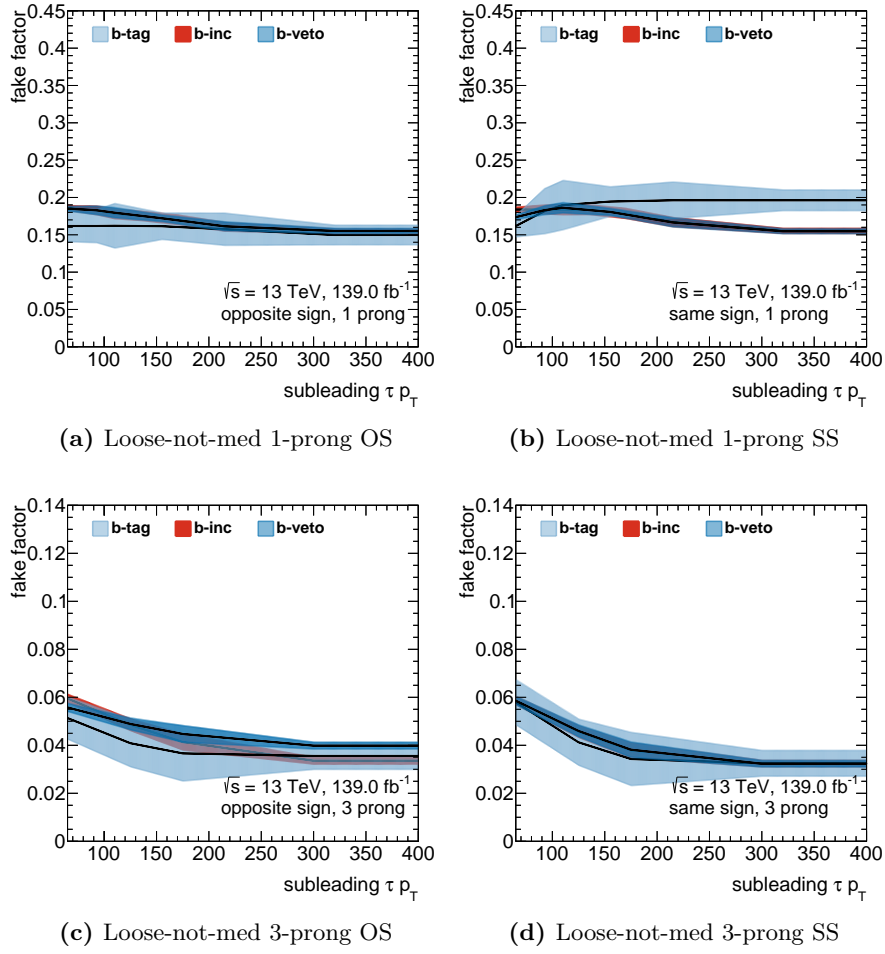 0.45
0.4
0.35
0.3
0.25
0.2
0.15
0.1
0.05
0
fake factor
b-tag b-inc b-veto
√s = 13 TeV, 139.0 fb⁻¹
opposite sign, 1 prong
100 150 200 250 300 350 400
subleading τ p_T
(a) Loose-not-med 1-prong OS
0.45
0.4
0.35
0.3
0.25
0.2
0.15
0.1
0.05
0
fake factor
b-tag b-inc b-veto
√s = 13 TeV, 139.0 fb⁻¹
same sign, 1 prong
100 150 200 250 300 350 400
subleading τ p_T
(b) Loose-not-med 1-prong SS
0.14
0.12
0.1
0.08
0.06
0.04
0.02
0
fake factor
b-tag b-inc b-veto
√s = 13 TeV, 139.0 fb⁻¹
opposite sign, 3 prong
100 150 200 250 300 350 400
subleading τ p_T
(c) Loose-not-med 3-prong OS
0.14
0.12
0.1
0.08
0.06
0.04
0.02
0
fake factor
b-tag b-inc b-veto
√s = 13 TeV, 139.0 fb⁻¹
same sign, 3 prong
100 150 200 250 300 350 400
subleading τ p_T
(d) Loose-not-med 3-prong SS